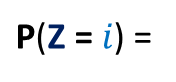 P(Z = i) =